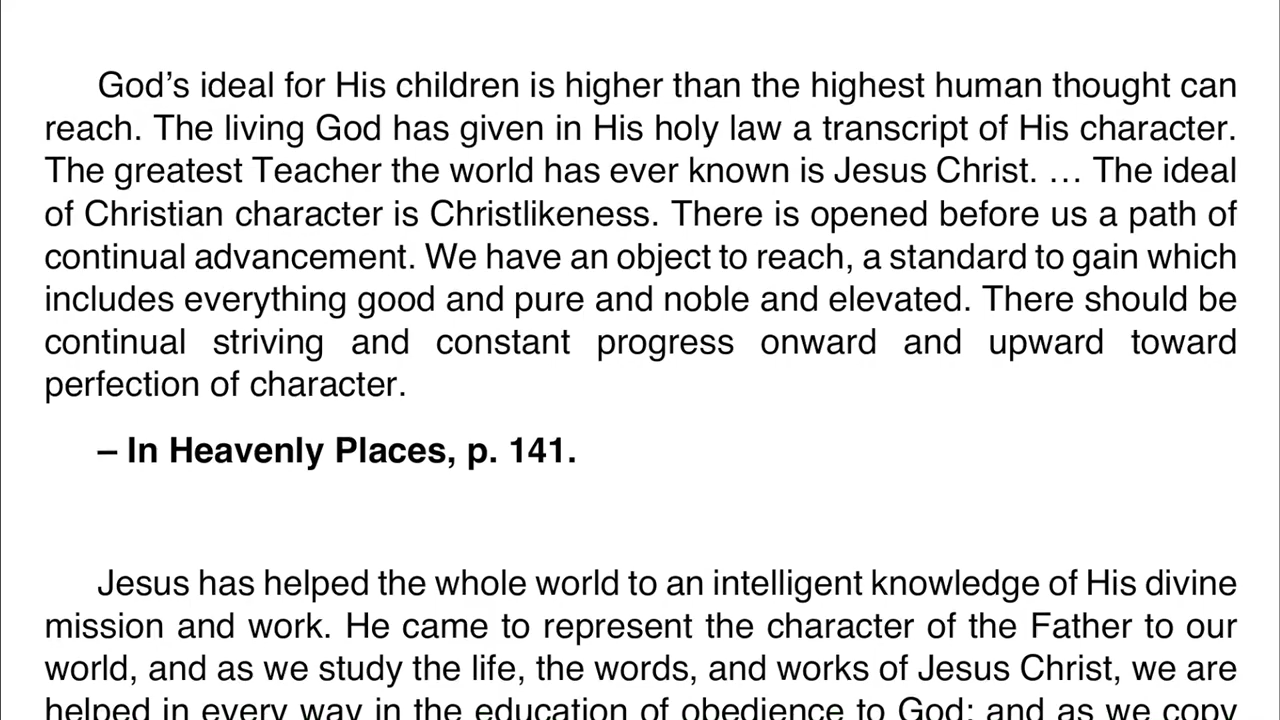 God’s ideal for His children is higher than the highest human thought can
reach. The living God has given in His holy law a transcript of His character.
The greatest Teacher the world has ever known is Jesus Christ. … The ideal
of Christian character is Christlikeness. There is opened before us a path of
continual advancement. We have an object to reach, a standard to gain which
includes everything good and pure and noble and elevated. There should be
continual striving and constant progress onward and upward toward
perfection of character.
– In Heavenly Places, p. 141.
Jesus has helped the whole world to an intelligent knowledge of His divine
mission and work. He came to represent the character of the Father to our
world, and as we study the life, the words, and works of Jesus Christ, we are
helped in every way in the education of obedience to God; and as we copy